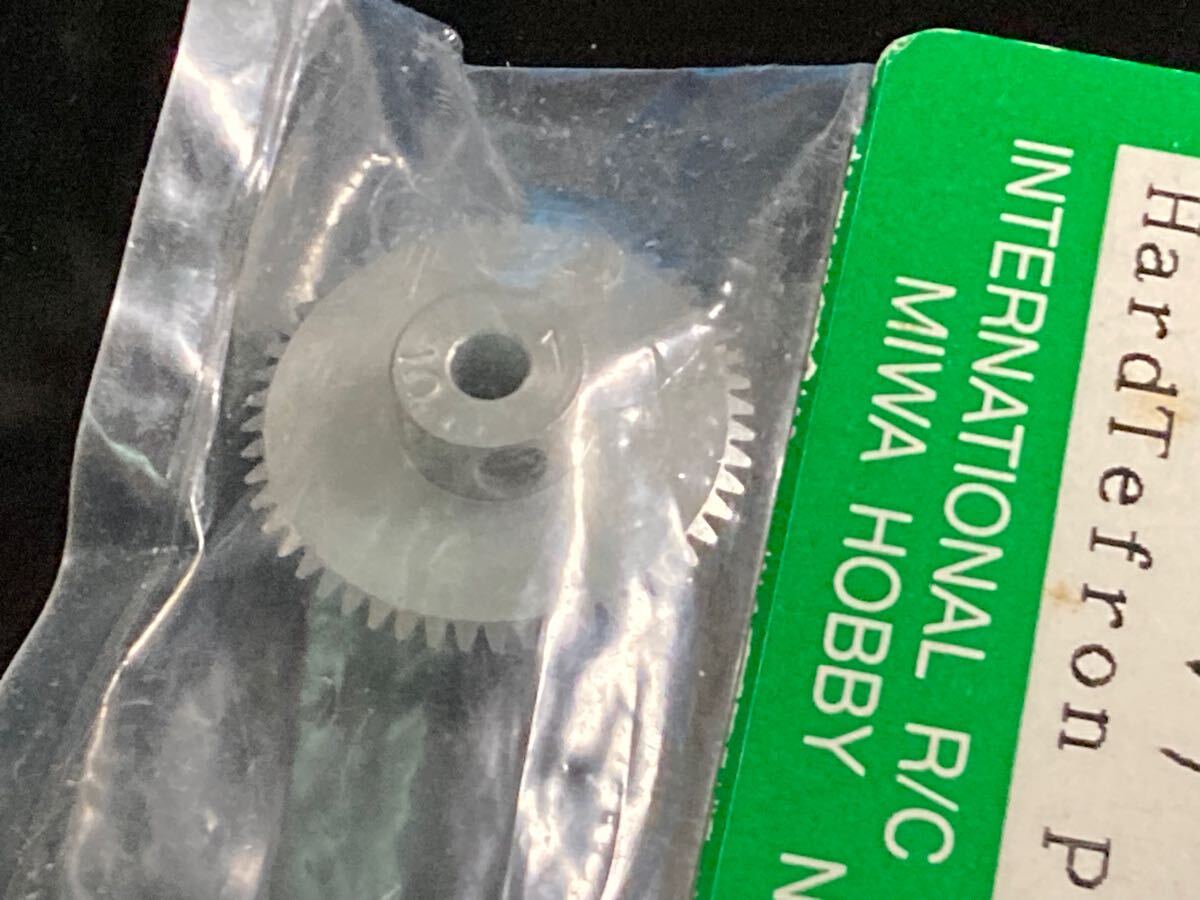 INTERNATIONAL R/C
MIWA HOBBY
HardTefron P